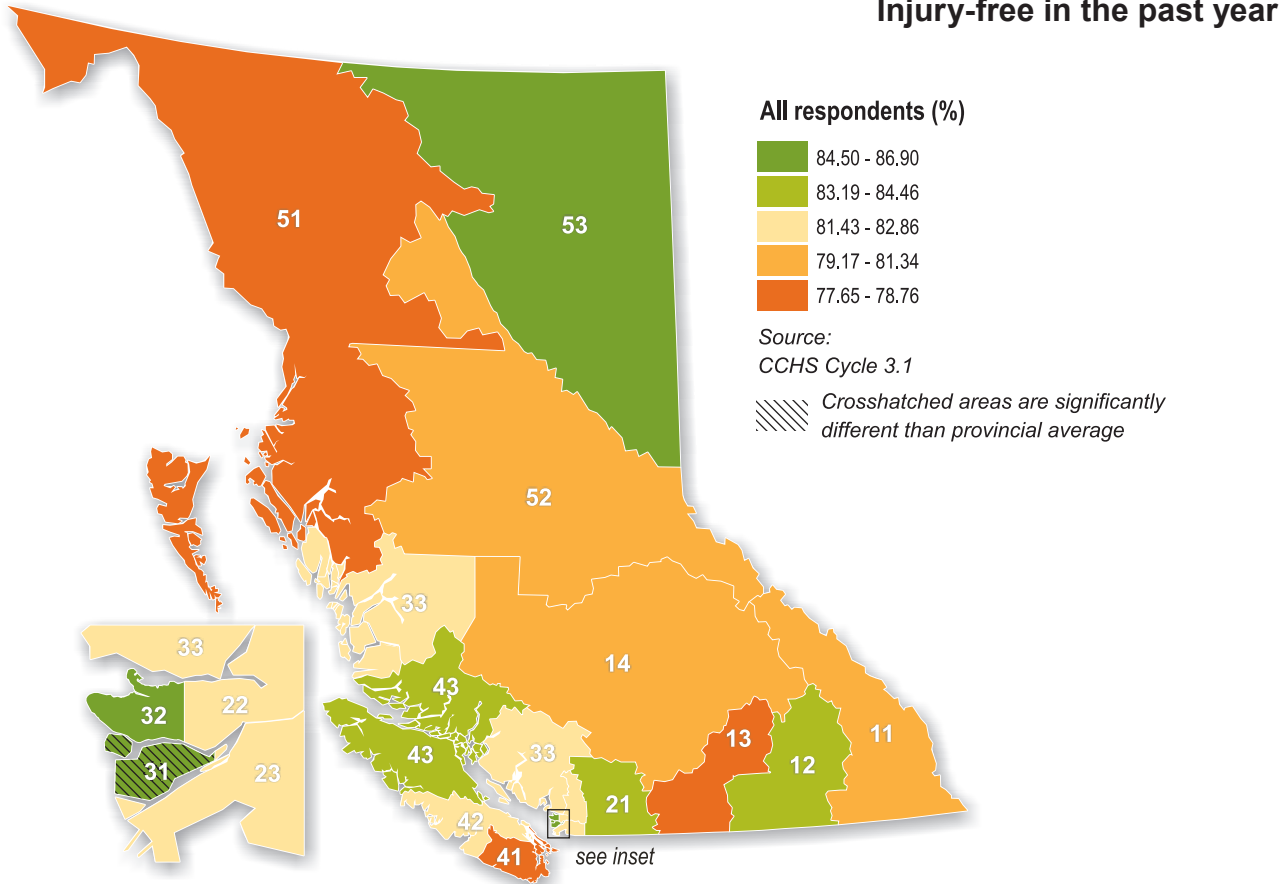 Injury-free in the past year
All respondents (%)
84.50 - 86.90
83.19 - 84.46
81.43 - 82.86
79.17 - 81.34
77.65 - 78.76
Source:
CCHS Cycle 3.1
Crosshatched areas are significantly
different than provincial average
51
53
52
33
14
43
43
33
13
12
11
21
42
41
see inset
33
32
22
31
23